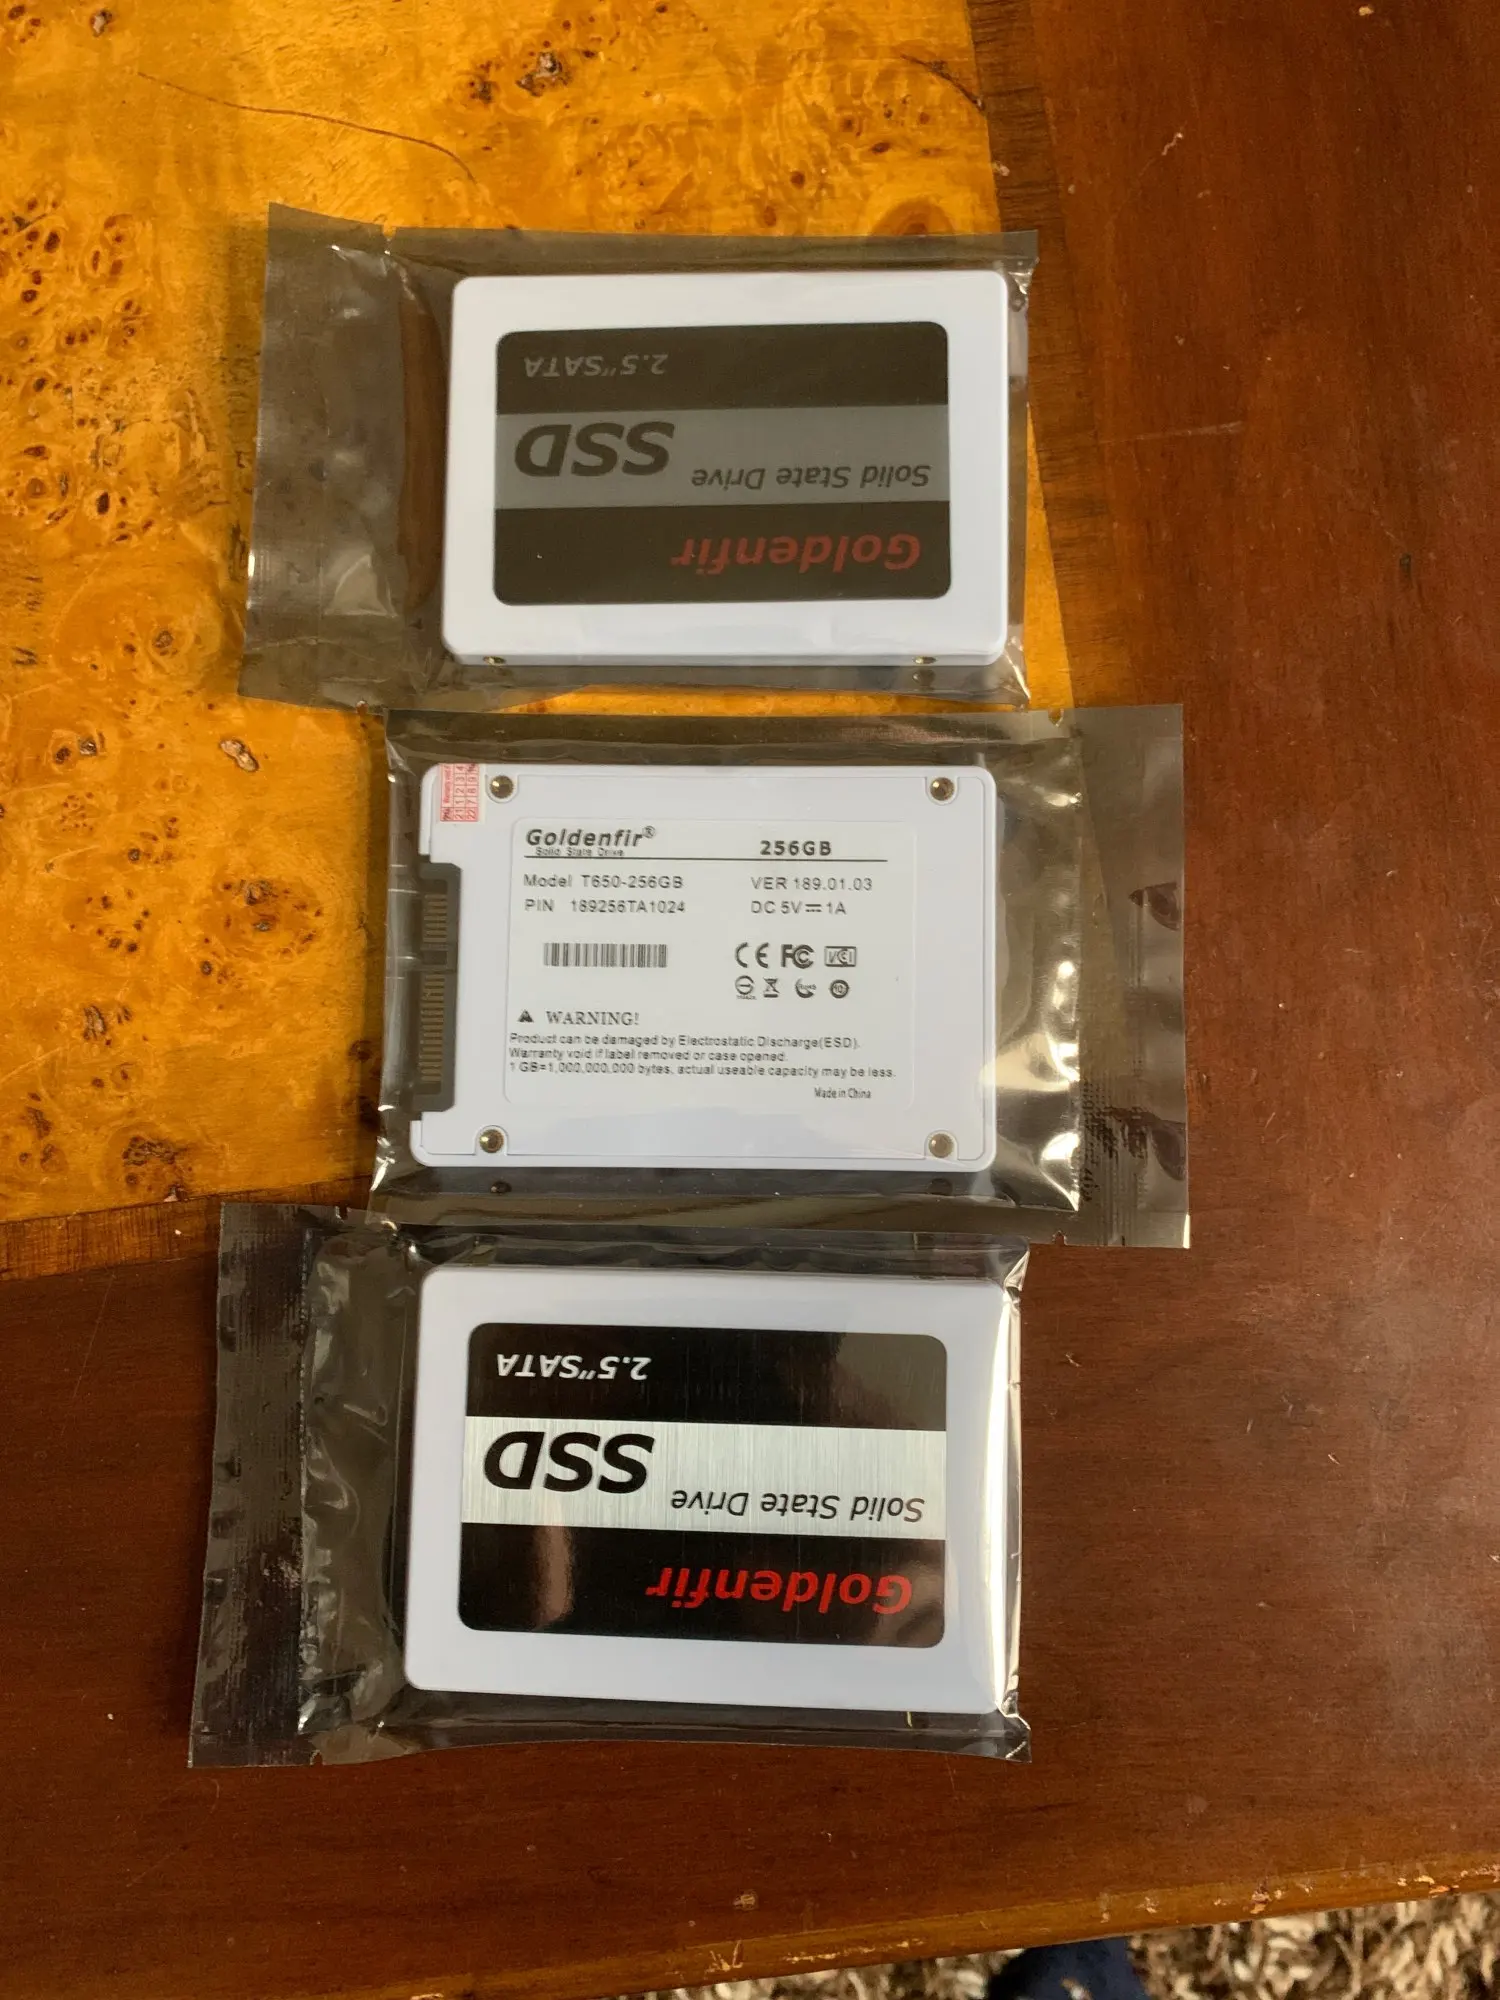 2.5"SATA
SSD
Solid State Drive
Goldenfir
Goldenfir®
Solid State Drive
256GB
Model T650-256GB
VER 189.01.03
PIN 189256TA1024
DC 5V⎓1A
CE FC
WARNING!
Product can be damaged by Electrostatic Discharge(ESD).
Warranty void if label removed or case opened.
1 GB=1,000,000,000 bytes, actual useable capacity may be less.
Made in China
2.5"SATA
SSD
Solid State Drive
Goldenfir